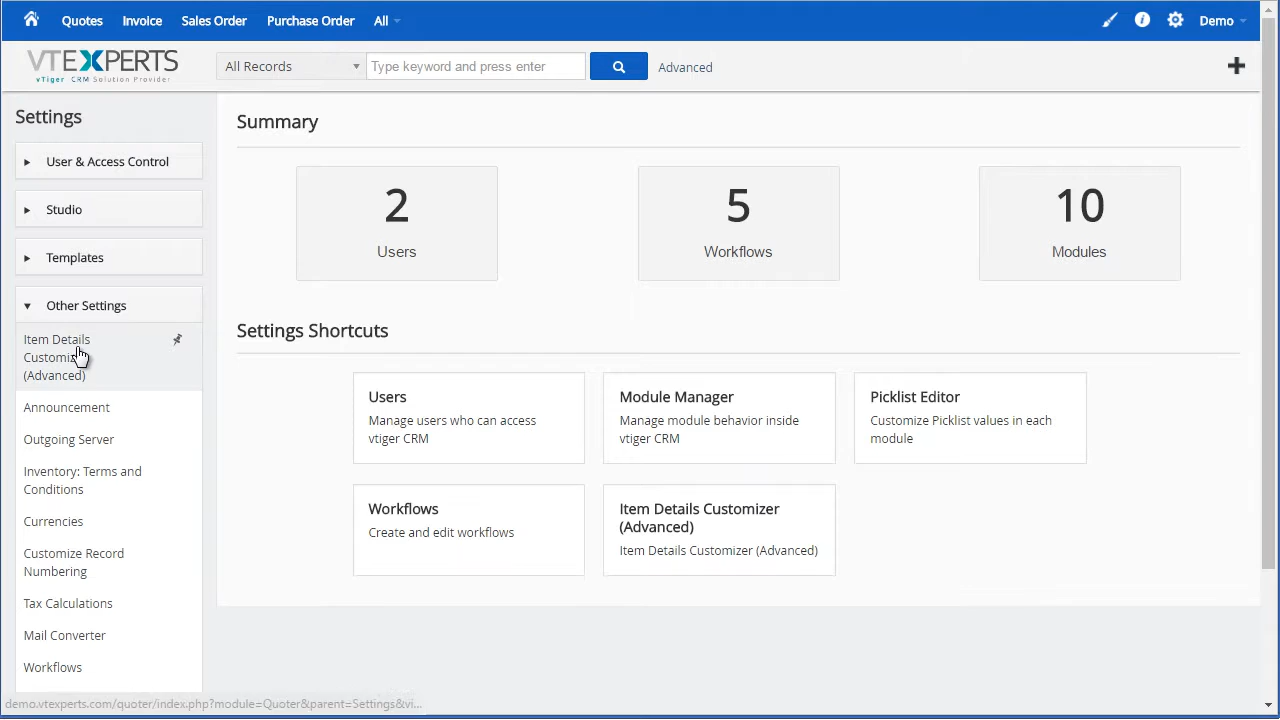 Quotes Invoice Sales Order Purchase Order All Demo
VTEXPERTS
vTiger CRM Solution Provider
All Records Type keyword and press enter Advanced
Settings
User & Access Control
Studio
Templates
Other Settings
Item Details
(Advanced)
Announcement
Outgoing Server
Inventory: Terms and
Conditions
Currencies
Customize Record
Numbering
Tax Calculations
Mail Converter
Workflows
Summary
2 5 10
Users Workflows Modules
Settings Shortcuts
Users
Manage users who can access
vtiger CRM
Module Manager
Manage module behavior inside
vtiger CRM
Picklist Editor
Customize Picklist values in each
module
Workflows
Create and edit workflows
Item Details Customizer
(Advanced)
Item Details Customizer (Advanced)
demo.vtexperts.com/quoter/index.php?module=Quoter&parent=Settings&vi...